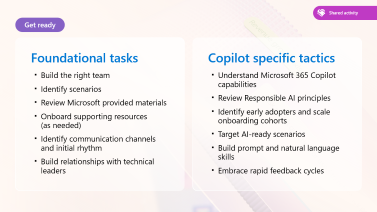 Shared activity
Get ready
Foundational tasks
• Build the right team
• Identify scenarios
• Review Microsoft provided materials
• Onboard supporting resources
(as needed)
• Identify communication channels
and initial rhythm
• Build relationships with technical
leaders
Copilot specific tactics
• Understand Microsoft 365 Copilot
capabilities
• Review Responsible AI principles
• Identify early adopters and scale
onboarding cohorts
• Target AI-ready scenarios
• Build prompt and natural language
skills
• Embrace rapid feedback cycles